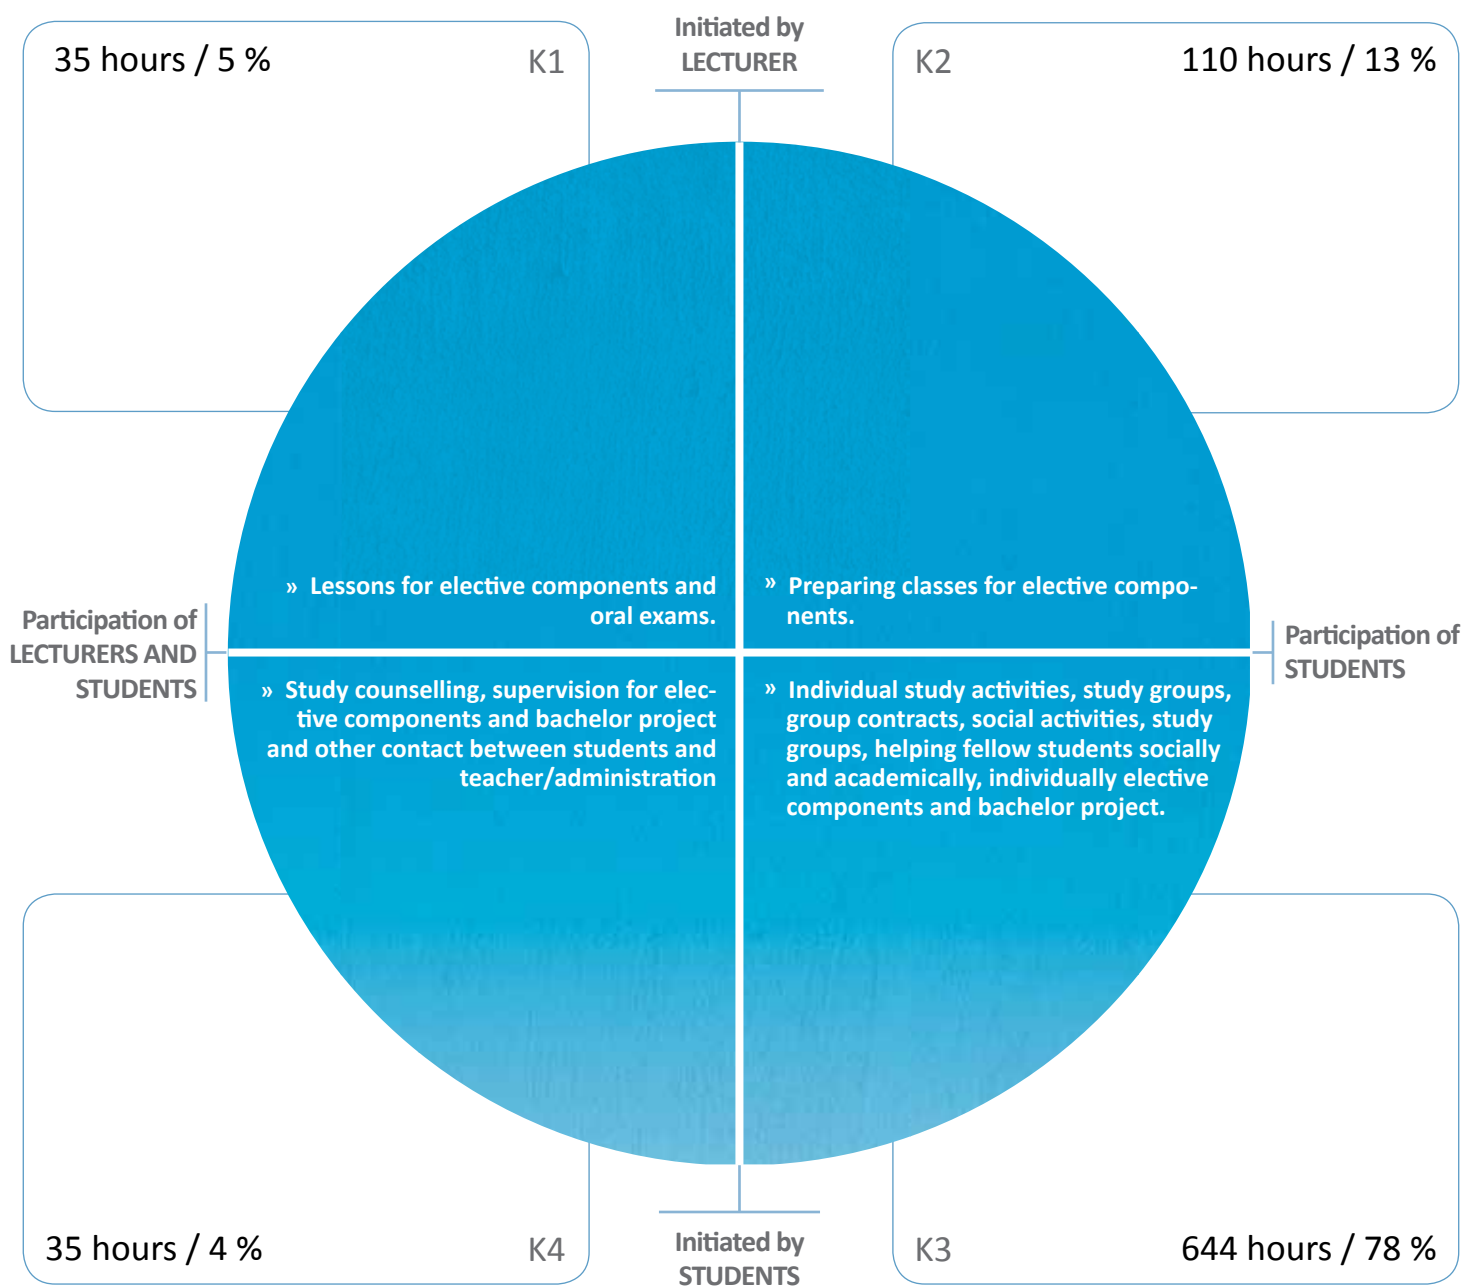 35 hours / 5 %
K1
Initiated by
LECTURER
K2
110 hours / 13 %
» Lessons for elective components and
oral exams.
» Preparing classes for elective compo-
nents.
Participation of
LECTURERS AND
STUDENTS
Participation of
STUDENTS
» Study counselling, supervision for elec-
tive components and bachelor project
and other contact between students and
teacher/administration
» Individual study activities, study groups,
group contracts, social activities, study
groups, helping fellow students socially
and academically, individually elective
components and bachelor project.
35 hours / 4 %
K4
Initiated by
STUDENTS
K3
644 hours / 78 %